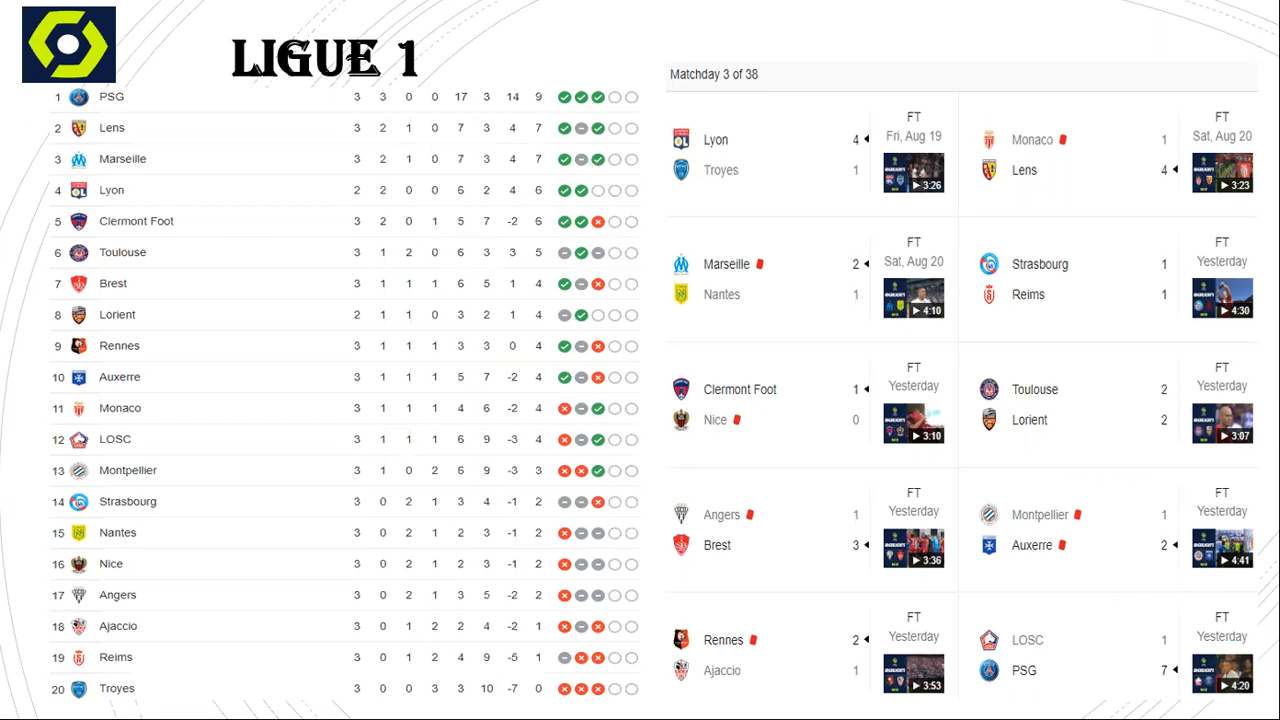 LIGUE 1
1 PSG 3 3 0 0 17 3 14 9
2 Lens 3 2 1 0 7 3 4 7
3 Marseille 3 2 1 0 7 3 4 7
4 Lyon 2 2 0 0 6 2 4 6
5 Clermont Foot 3 2 0 1 5 7 -2 6
6 Toulouse 3 1 2 0 6 3 3 5
7 Brest 3 1 1 1 6 5 1 4
8 Lorient 2 1 1 0 3 2 1 4
9 Rennes 3 1 1 1 3 3 0 4
10 Auxerre 3 1 1 1 5 7 -2 4
11 Monaco 3 1 1 1 4 6 -2 4
12 LOSC 3 1 1 1 6 9 -3 4
13 Montpellier 3 1 0 2 6 9 -3 3
14 Strasbourg 3 0 2 1 3 4 -1 2
15 Nantes 3 0 2 1 2 3 -1 2
16 Nice 3 0 2 1 2 3 -1 2
17 Angers 3 0 2 1 3 5 -2 2
18 Ajaccio 3 0 1 2 2 4 -2 1
19 Reims 3 0 1 2 4 9 -5 1
20 Troyes 3 0 0 3 4 10 -6 0
Matchday 3 of 38
FT
Lyon 4 Fri, Aug 19
Troyes 1
3:26
FT
Monaco 1 Sat, Aug 20
Lens 4
3:23
FT
Marseille 2 Sat, Aug 20
Nantes 1
4:10
FT
Strasbourg 1 Yesterday
Reims 1
4:30
FT
Clermont Foot 1 Yesterday
Nice 0
3:10
FT
Toulouse 2 Yesterday
Lorient 2
3:07
FT
Angers 1 Yesterday
Brest 3
3:36
FT
Montpellier 1 Yesterday
Auxerre 2
4:41
FT
Rennes 2 Yesterday
Ajaccio 1
3:53
FT
LOSC 1 Yesterday
PSG 7
4:20